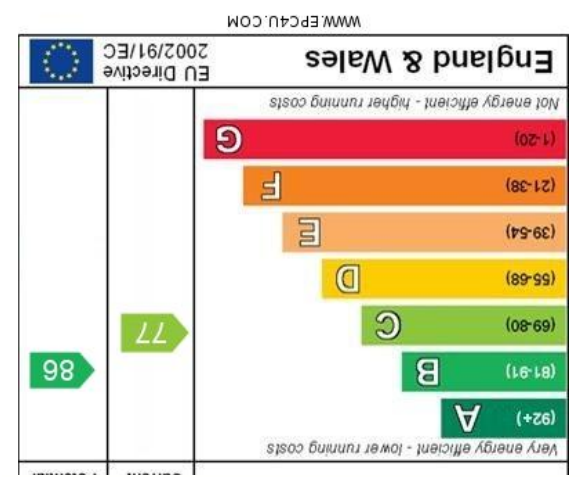 Very energy efficient - lower running costs
(92+) A
(81-91) B
86
(69-80) C
77
(55-68) D
(39-54) E
(21-38) F
(1-20) G
Not energy efficient - higher running costs
England & Wales
EU Directive
2002/91/EC
WWW.EPC4U.COM